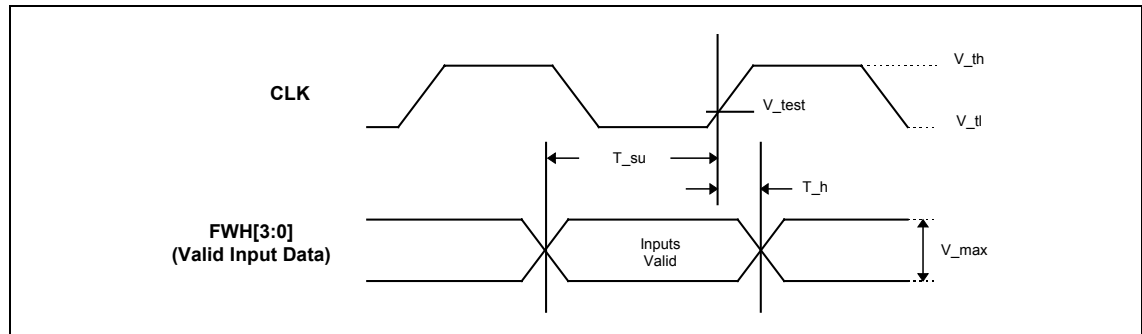 V_th
CLK
V_test
V_tl
T_su
T_h
FWH[3:0]
(Valid Input Data)
Inputs
Valid
V_max